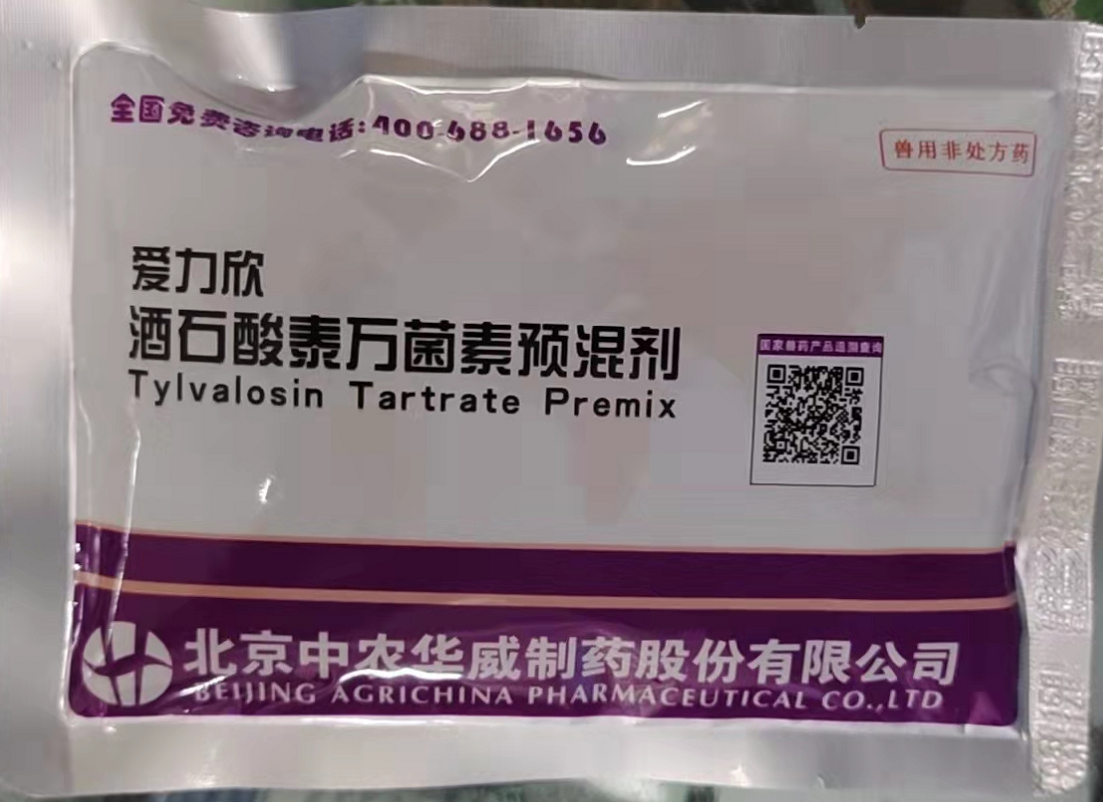 全国免费咨询电话:400-688-1656
兽用非处方药
爱力欣
酒石酸泰万菌素预混剂
Tylvalosin Tartrate Premix
国家兽药产品追溯查询
北京中农华威制药股份有限公司
BEIJING AGRICHINA PHARMACEUTICAL CO.,LTD